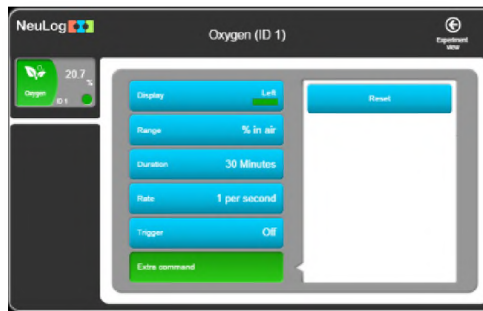 NeuLog
Oxygen (ID 1)
Experiment
view
20.7
%
Oxygen
ID 1
Display Left
Reset
Range % in air
Duration 30 Minutes
Rate 1 per second
Trigger Off
Extra command